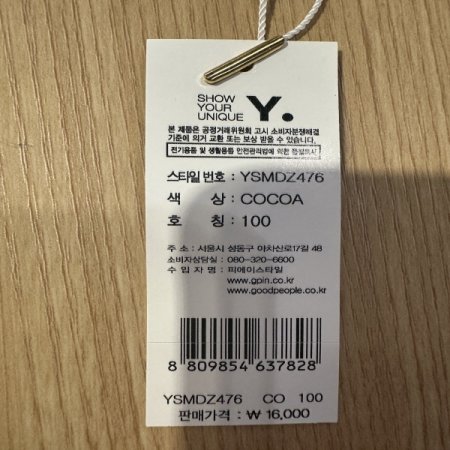 SHOW
YOUR
UNIQUE
Y.
본 제품은 공정거래위원회 고시 소비자분쟁해결
기준에 의거 교환 또는 보상 받을 수 있습니다.
전기용품 및 생활용품 안전관리법에 의한 품질표시
스타일 번호 : YSMDZ476
색 상 : COCOA
호 칭 : 100
주 소 : 서울시 성동구 아차산로17길 48
소비자상담실 : 080-320-6600
수 입 자 명 : 피에이스타일
www.gpin.co.kr
www.goodpeople.co.kr
8 809854 637828
YSMDZ476 CO 100
판매가격 : ₩ 16,000